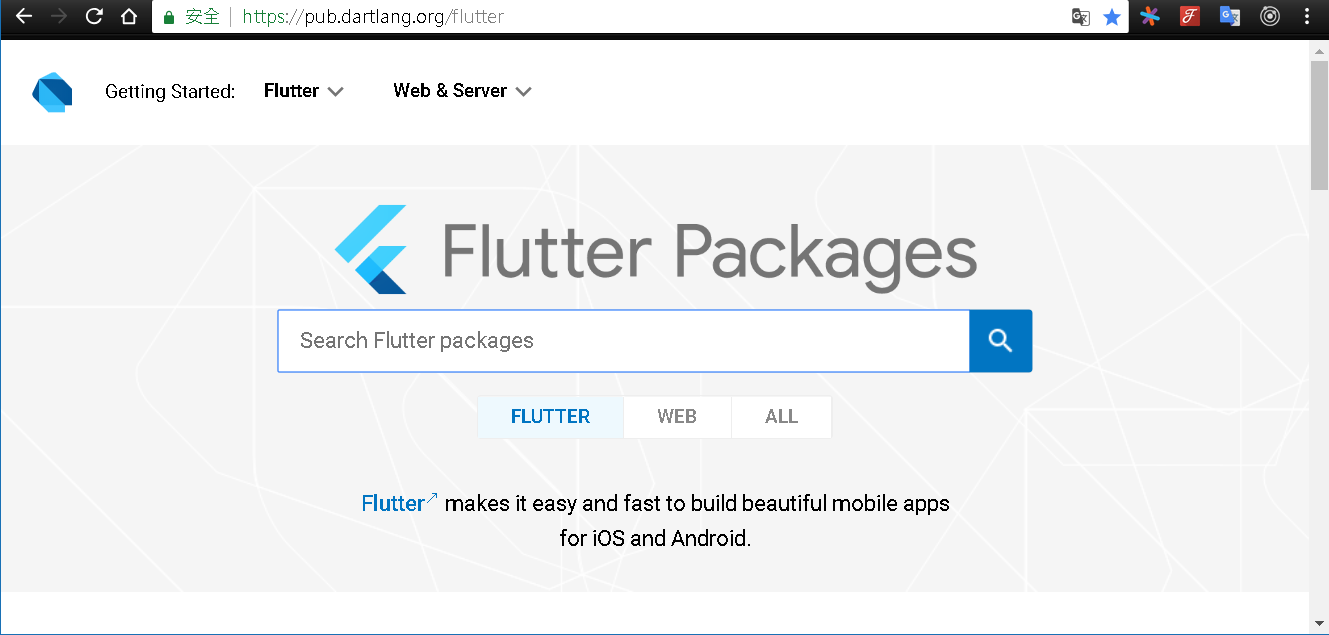 安全 https://pub.dartlang.org/flutter
Getting Started: Flutter Web & Server
Flutter Packages
Search Flutter packages
FLUTTER WEB ALL
Flutter↗ makes it easy and fast to build beautiful mobile apps
for iOS and Android.